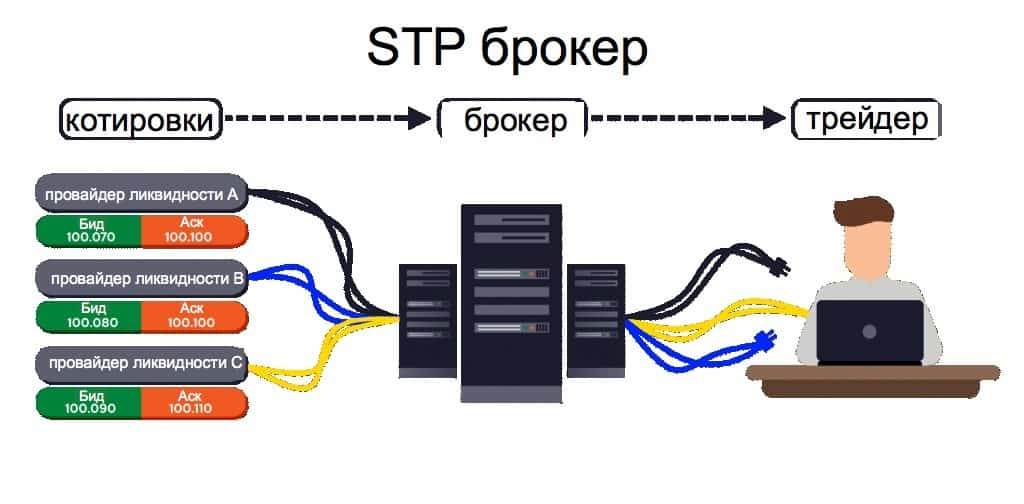 STP брокер
котировки
брокер
трейдер
провайдер ликвидности A
Бид
Аск
100.070
100.100
провайдер ликвидности B
Бид
Аск
100.080
100.100
провайдер ликвидности C
Бид
Аск
100.090
100.110